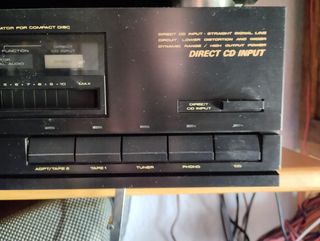 ATOR FOR COMPACT DISC
FUNCTION
DIRECT
CD INPUT
AUDIO
MAX
DIRECT CD INPUT - STRAIGHT SIGNAL LINE
CIRCUIT : LOWER DISTORTION AND WIDER
DYNAMIC RANGE / HIGH OUTPUT POWER
DIRECT CD INPUT
DIRECT
CD INPUT
ADPT/TAPE 2 TAPE 1 TUNER PHONO CD